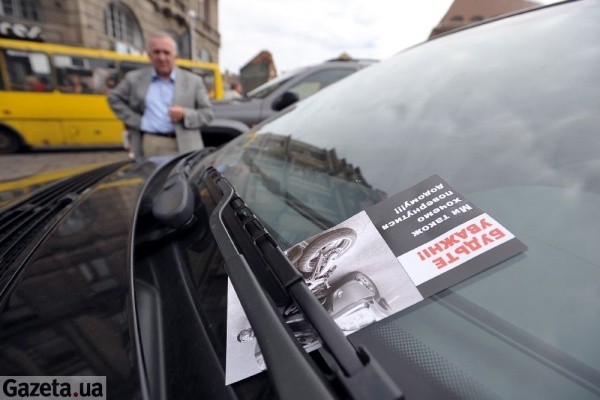 БУДЬТЕ
УВАЖНІ!
Ми також
хочемо
повернутися
додому!!!
Gazeta.ua